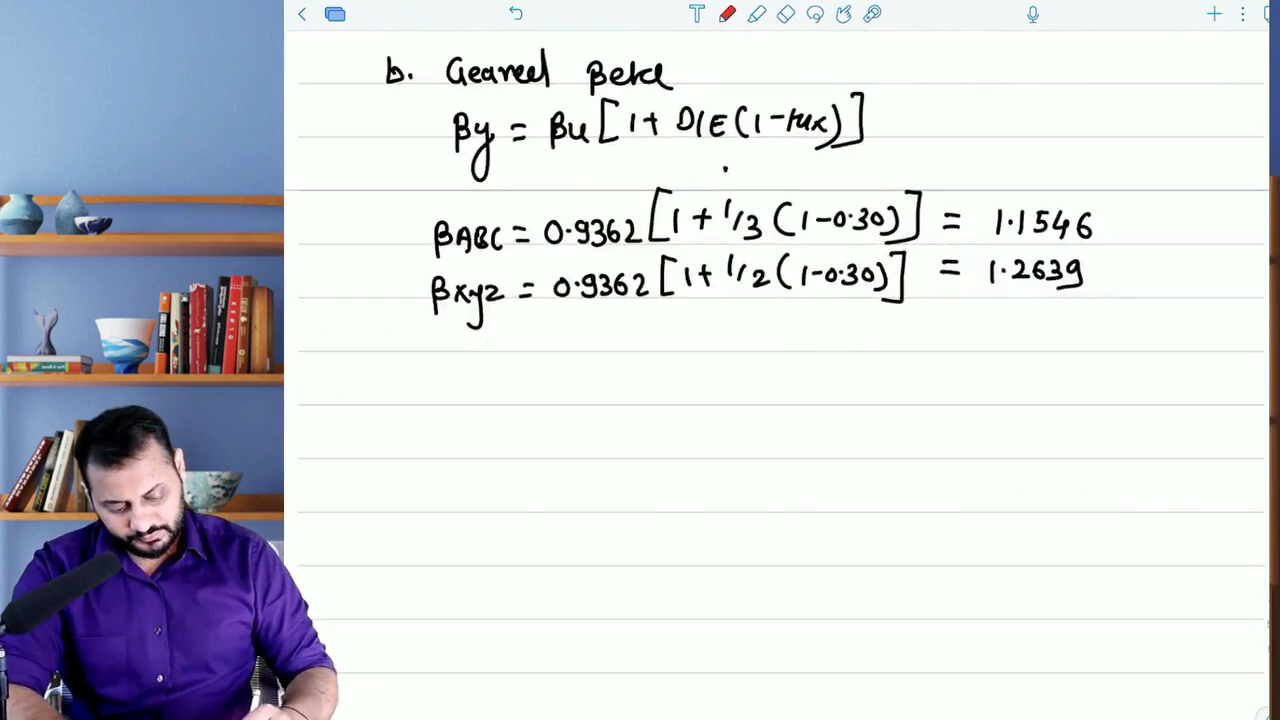 b. Geared Beta
βg = βu [1 + D/E (1-tax)]
βABC = 0.9362 [1 + 1/3 (1-0.30)] = 1.1546
βxyz = 0.9362 [1 + 1/2 (1-0.30)] = 1.2639